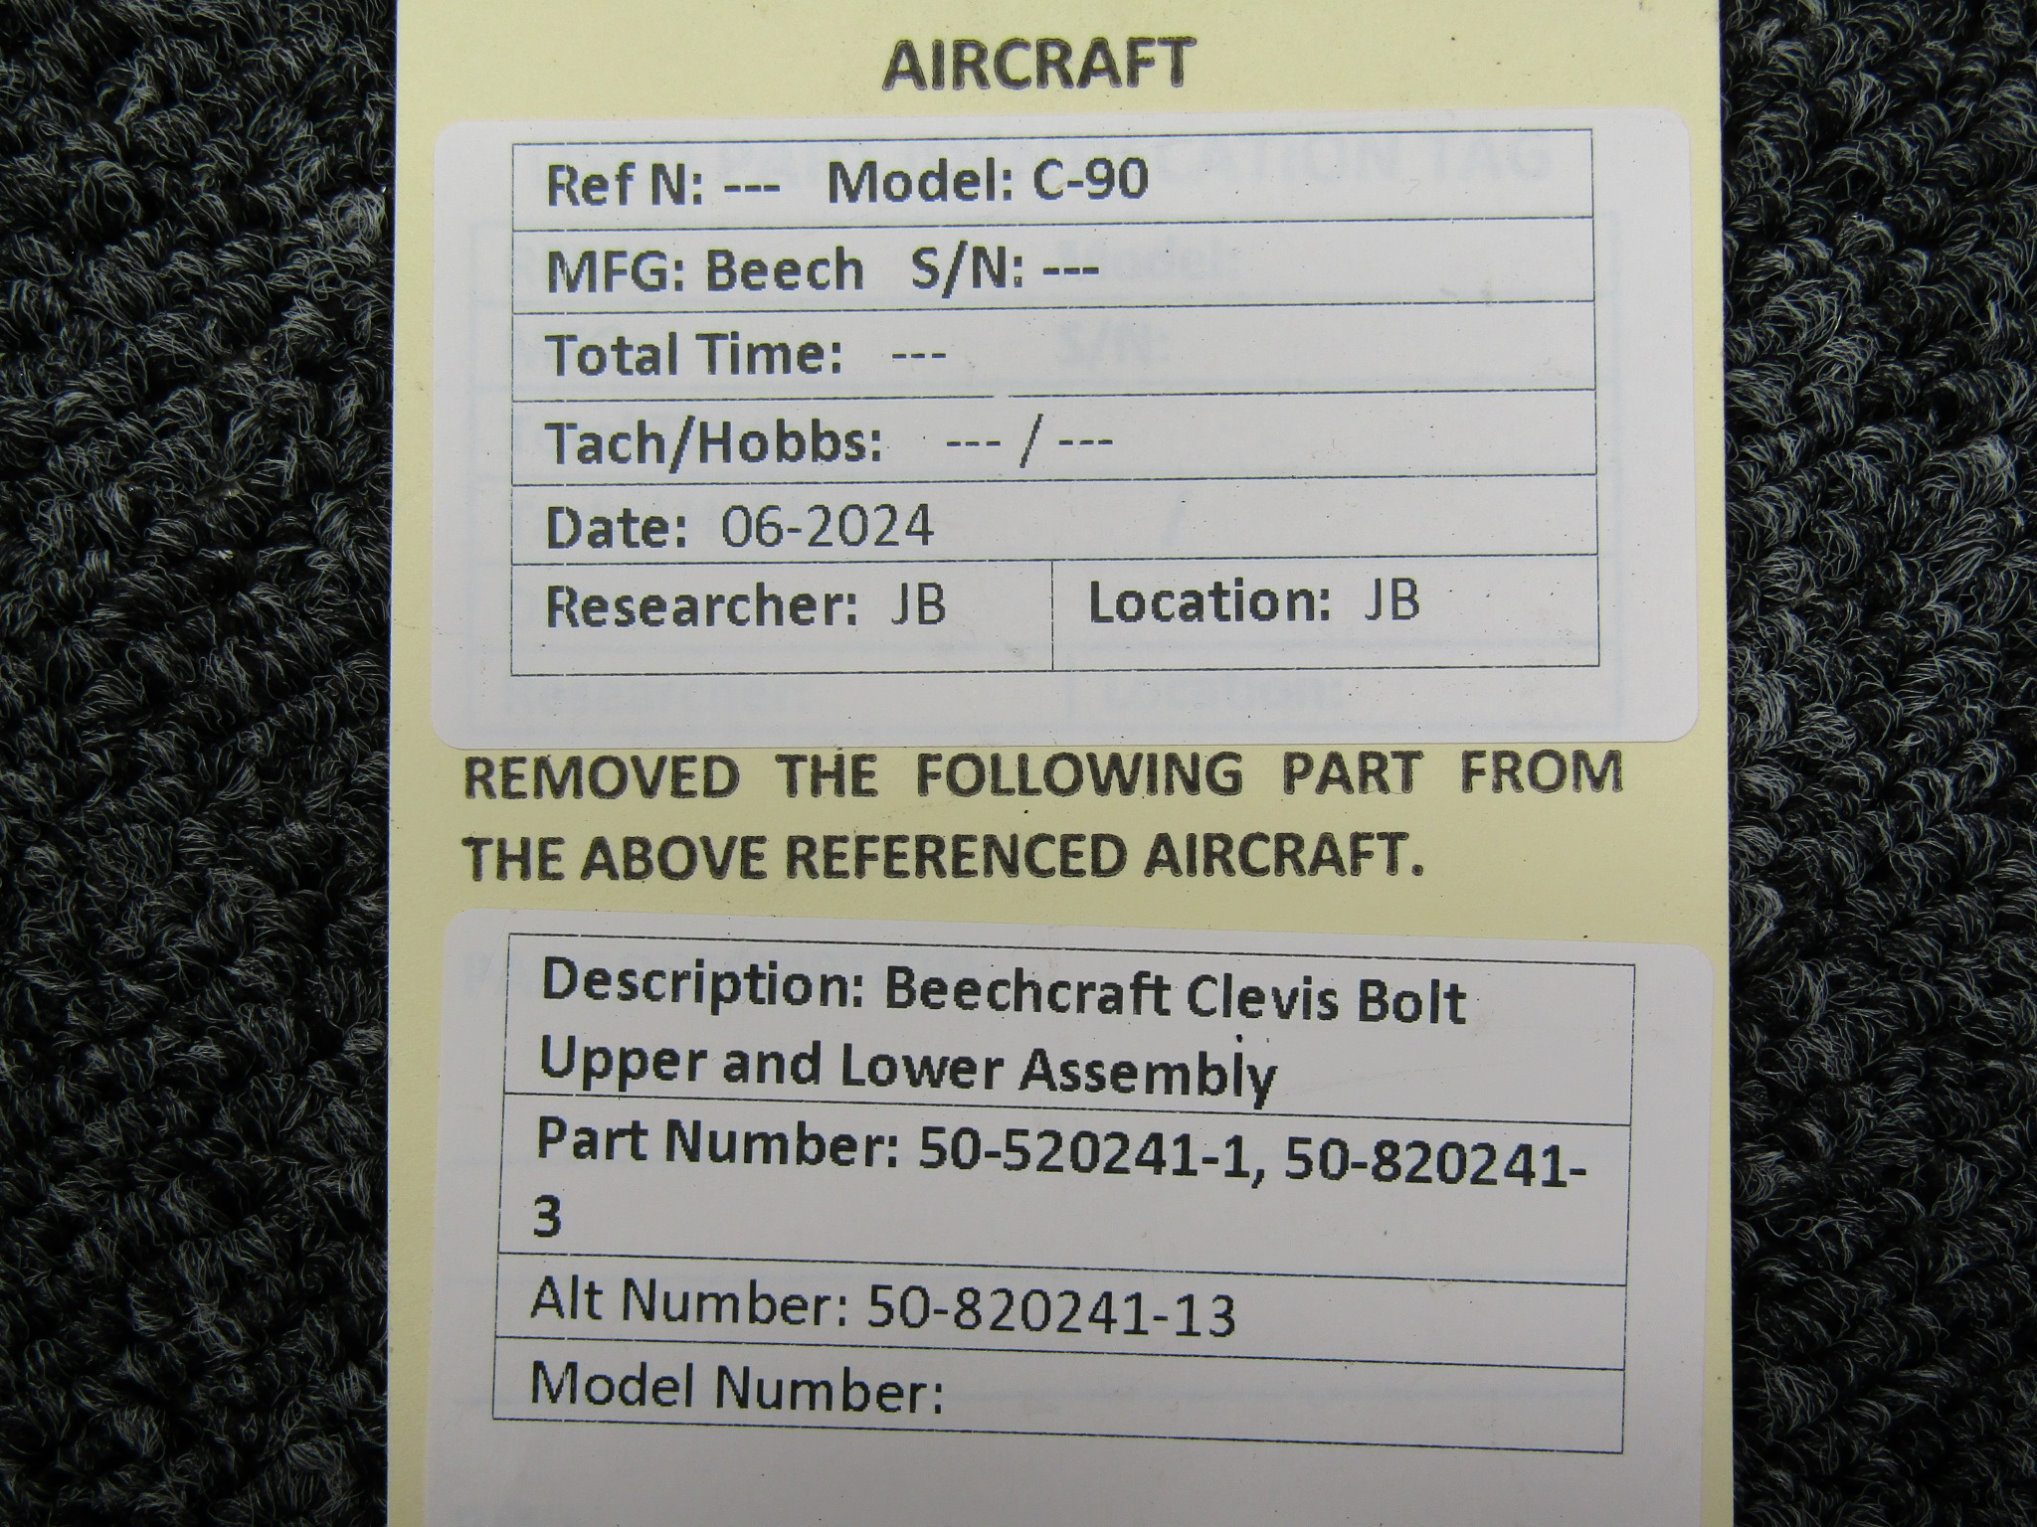 AIRCRAFT
Ref N: --- Model: C-90
MFG: Beech S/N: ---
Total Time: ---
Tach/Hobbs: --- / ---
Date: 06-2024
Researcher: JB Location: JB
REMOVED THE FOLLOWING PART FROM
THE ABOVE REFERENCED AIRCRAFT.
Description: Beechcraft Clevis Bolt
Upper and Lower Assembly
Part Number: 50-520241-1, 50-820241-
3
Alt Number: 50-820241-13
Model Number: